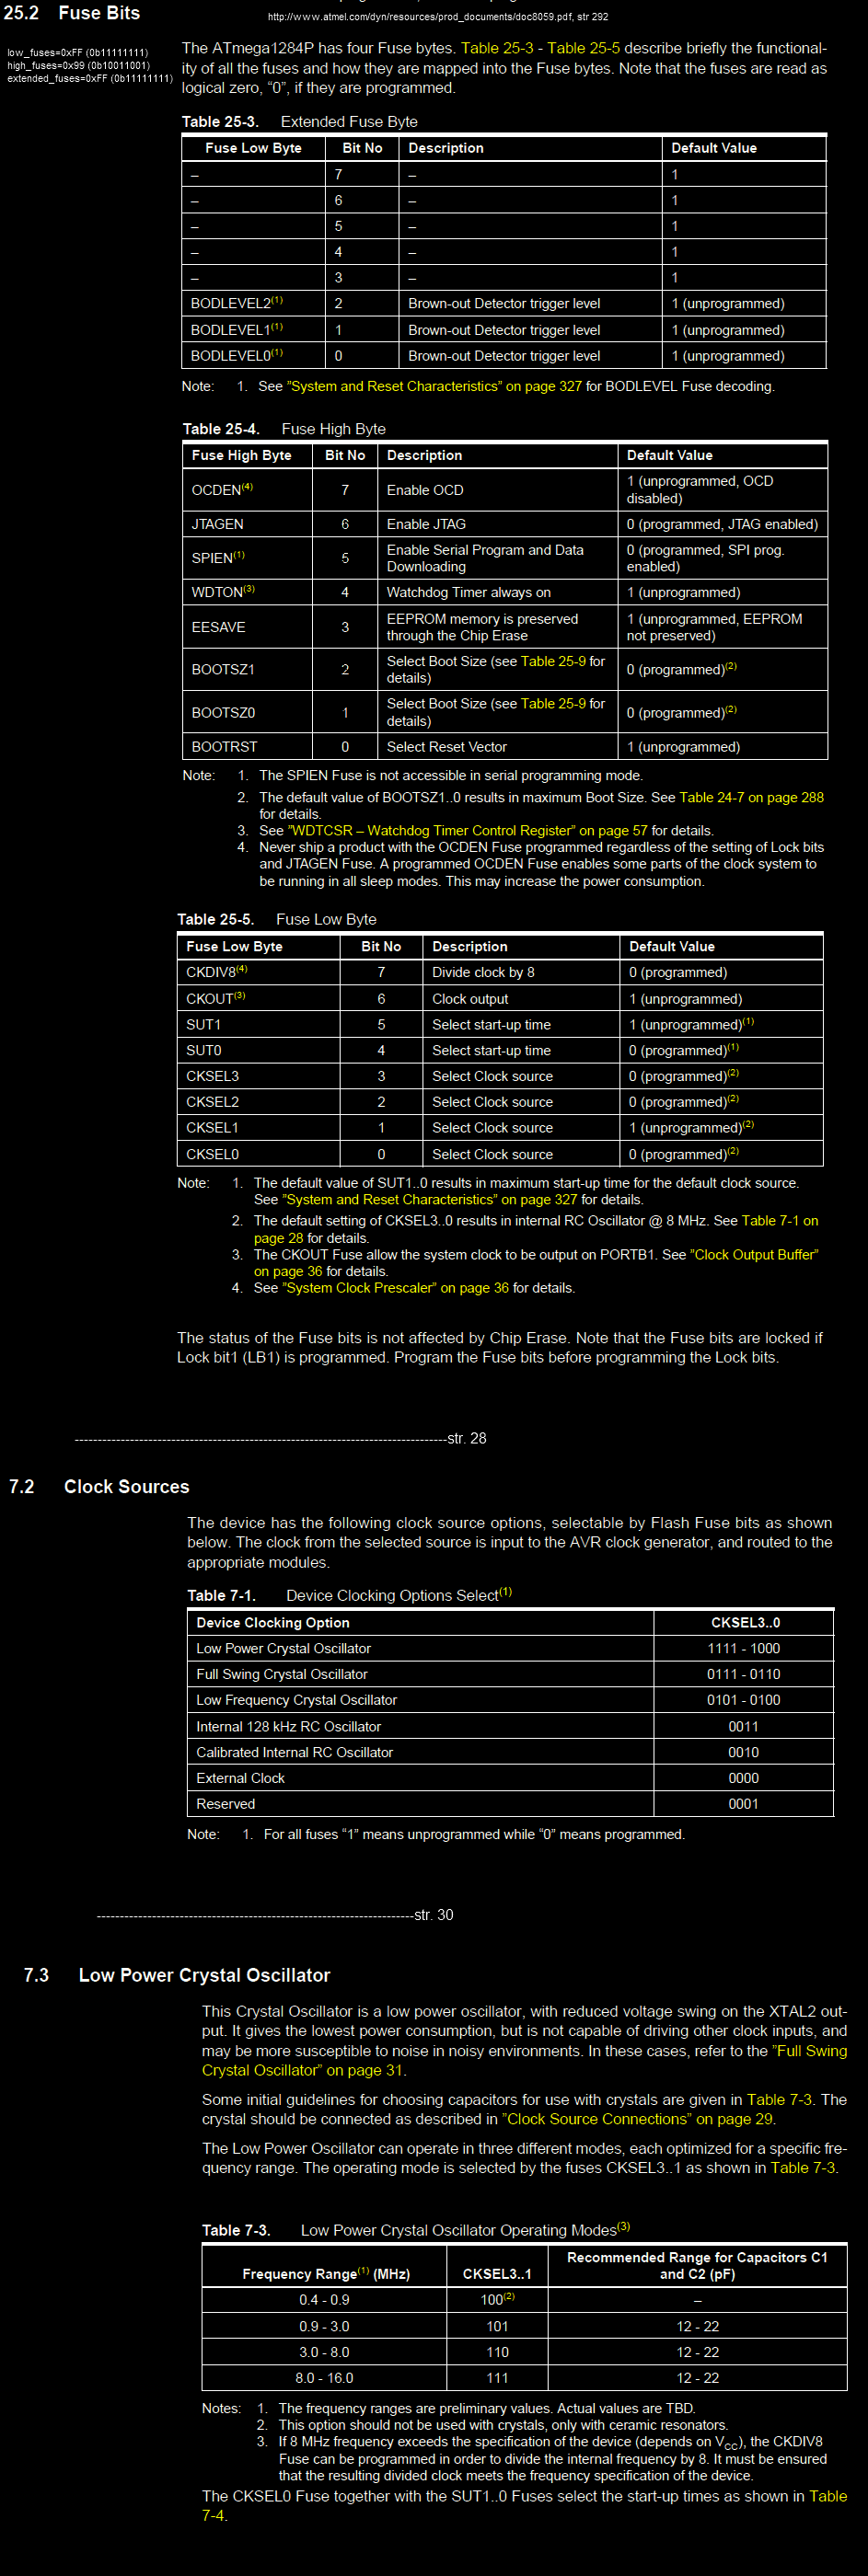 25.2 Fuse Bits
http://www.atmel.com/dyn/resources/prod_documents/doc8059.pdf, str 292
low_fuses=0xFF (0b11111111)
high_fuses=0x99 (0b10011001)
extended_fuses=0xFF (0b11111111)
The ATmega1284P has four Fuse bytes. Table 25-3 - Table 25-5 describe briefly the functional-
ity of all the fuses and how they are mapped into the Fuse bytes. Note that the fuses are read as
logical zero, “0”, if they are programmed.
Table 25-3. Extended Fuse Byte
Fuse Low Byte Bit No Description Default Value
– 7 – 1
– 6 – 1
– 5 – 1
– 4 – 1
– 3 – 1
BODLEVEL2(1) 2 Brown-out Detector trigger level 1 (unprogrammed)
BODLEVEL1(1) 1 Brown-out Detector trigger level 1 (unprogrammed)
BODLEVEL0(1) 0 Brown-out Detector trigger level 1 (unprogrammed)
Note: 1. See ”System and Reset Characteristics” on page 327 for BODLEVEL Fuse decoding.
Table 25-4. Fuse High Byte
Fuse High Byte Bit No Description Default Value
OCDEN(4) 7 Enable OCD 1 (unprogrammed, OCD
disabled)
JTAGEN 6 Enable JTAG 0 (programmed, JTAG enabled)
SPIEN(1) 5 Enable Serial Program and Data
Downloading 0 (programmed, SPI prog.
enabled)
WDTON(3) 4 Watchdog Timer always on 1 (unprogrammed)
EESAVE 3 EEPROM memory is preserved
through the Chip Erase 1 (unprogrammed, EEPROM
not preserved)
BOOTSZ1 2 Select Boot Size (see Table 25-9 for
details) 0 (programmed)(2)
BOOTSZ0 1 Select Boot Size (see Table 25-9 for
details) 0 (programmed)(2)
BOOTRST 0 Select Reset Vector 1 (unprogrammed)
Note: 1. The SPIEN Fuse is not accessible in serial programming mode.
2. The default value of BOOTSZ1..0 results in maximum Boot Size. See Table 24-7 on page 288
for details.
3. See ”WDTCSR – Watchdog Timer Control Register” on page 57 for details.
4. Never ship a product with the OCDEN Fuse programmed regardless of the setting of Lock bits
and JTAGEN Fuse. A programmed OCDEN Fuse enables some parts of the clock system to
be running in all sleep modes. This may increase the power consumption.
Table 25-5. Fuse Low Byte
Fuse Low Byte Bit No Description Default Value
CKDIV8(4) 7 Divide clock by 8 0 (programmed)
CKOUT(3) 6 Clock output 1 (unprogrammed)
SUT1 5 Select start-up time 1 (unprogrammed)(1)
SUT0 4 Select start-up time 0 (programmed)(1)
CKSEL3 3 Select Clock source 0 (programmed)(2)
CKSEL2 2 Select Clock source 0 (programmed)(2)
CKSEL1 1 Select Clock source 1 (unprogrammed)(2)
CKSEL0 0 Select Clock source 0 (programmed)(2)
Note: 1. The default value of SUT1..0 results in maximum start-up time for the default clock source.
See ”System and Reset Characteristics” on page 327 for details.
2. The default setting of CKSEL3..0 results in internal RC Oscillator @ 8 MHz. See Table 7-1 on
page 28 for details.
3. The CKOUT Fuse allow the system clock to be output on PORTB1. See ”Clock Output Buffer”
on page 36 for details.
4. See ”System Clock Prescaler” on page 36 for details.
The status of the Fuse bits is not affected by Chip Erase. Note that the Fuse bits are locked if
Lock bit1 (LB1) is programmed. Program the Fuse bits before programming the Lock bits.
--------------------------------------------------------------------------------str. 28
7.2 Clock Sources
The device has the following clock source options, selectable by Flash Fuse bits as shown
below. The clock from the selected source is input to the AVR clock generator, and routed to the
appropriate modules.
Table 7-1. Device Clocking Options Select(1)
Device Clocking Option CKSEL3..0
Low Power Crystal Oscillator 1111 - 1000
Full Swing Crystal Oscillator 0111 - 0110
Low Frequency Crystal Oscillator 0101 - 0100
Internal 128 kHz RC Oscillator 0011
Calibrated Internal RC Oscillator 0010
External Clock 0000
Reserved 0001
Note: 1. For all fuses “1” means unprogrammed while “0” means programmed.
--------------------------------------------------------------------str. 30
7.3 Low Power Crystal Oscillator
This Crystal Oscillator is a low power oscillator, with reduced voltage swing on the XTAL2 out-
put. It gives the lowest power consumption, but is not capable of driving other clock inputs, and
may be more susceptible to noise in noisy environments. In these cases, refer to the ”Full Swing
Crystal Oscillator” on page 31.
Some initial guidelines for choosing capacitors for use with crystals are given in Table 7-3. The
crystal should be connected as described in ”Clock Source Connections” on page 29.
The Low Power Oscillator can operate in three different modes, each optimized for a specific fre-
quency range. The operating mode is selected by the fuses CKSEL3..1 as shown in Table 7-3.
Table 7-3. Low Power Crystal Oscillator Operating Modes(3)
Frequency Range(1) (MHz) CKSEL3..1 Recommended Range for Capacitors C1
and C2 (pF)
0.4 - 0.9 100(2) –
0.9 - 3.0 101 12 - 22
3.0 - 8.0 110 12 - 22
8.0 - 16.0 111 12 - 22
Notes: 1. The frequency ranges are preliminary values. Actual values are TBD.
2. This option should not be used with crystals, only with ceramic resonators.
3. If 8 MHz frequency exceeds the specification of the device (depends on VCC), the CKDIV8
Fuse can be programmed in order to divide the internal frequency by 8. It must be ensured
that the resulting divided clock meets the frequency specification of the device.
The CKSEL0 Fuse together with the SUT1..0 Fuses select the start-up times as shown in Table
7-4.